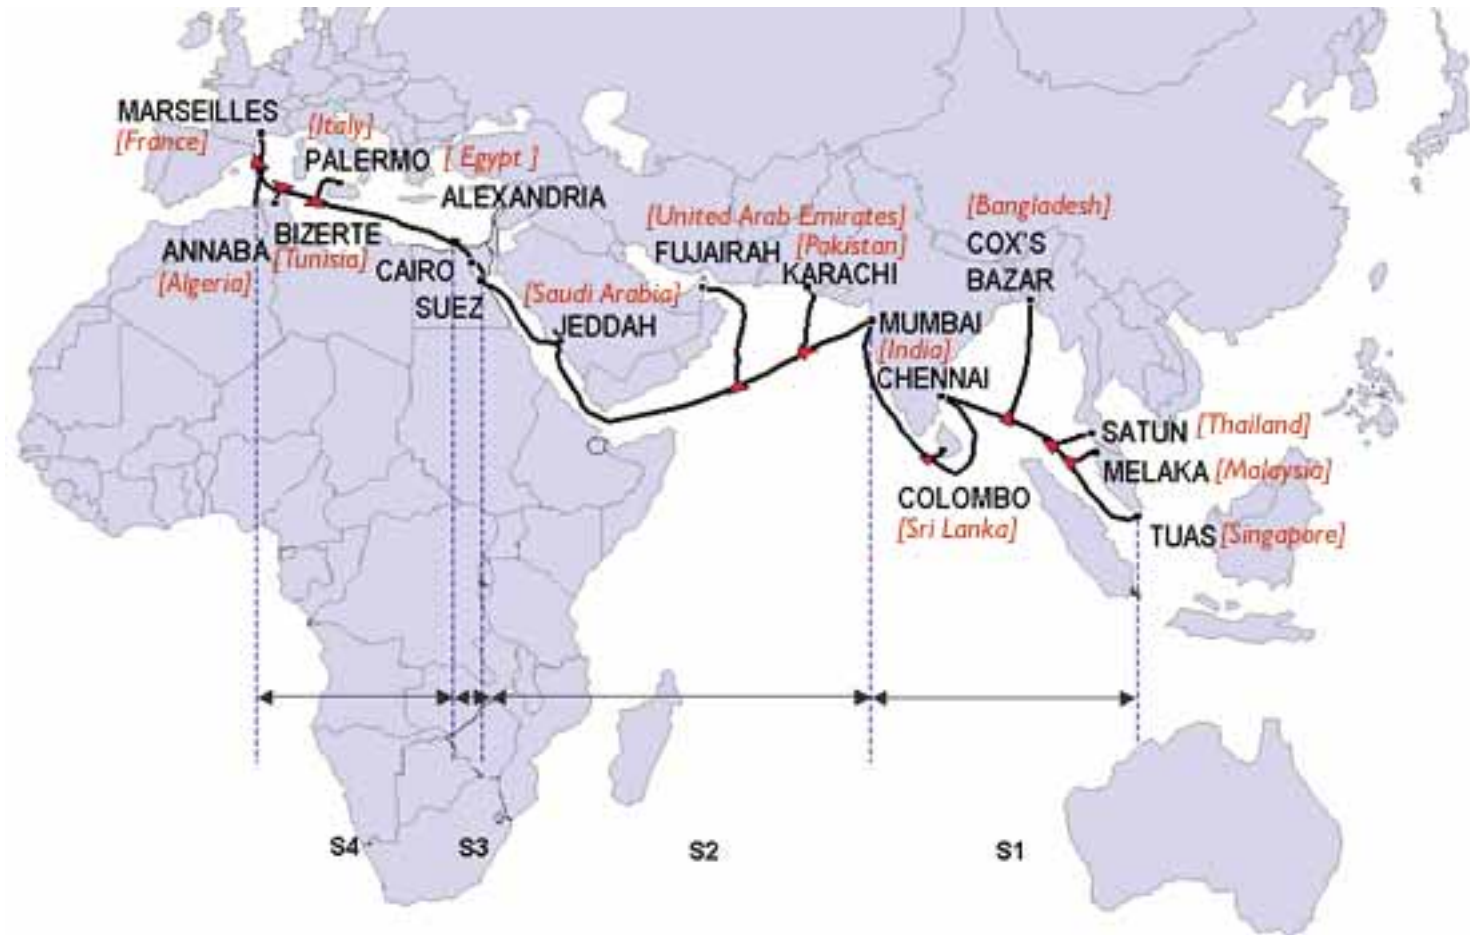 MARSEILLES
[France]
[Italy]
PALERMO
[ Egypt ]
ALEXANDRIA
ANNABA
[Algeria]
BIZERTE
[Tunisia]
CAIRO
SUEZ
[Saudi Arabia]
JEDDAH
[United Arab Emirates]
FUJAIRAH
[Pakistan]
KARACHI
[Bangladesh]
COX'S
BAZAR
MUMBAI
[India]
CHENNAI
COLOMBO
[Sri Lanka]
SATUN [Thailand]
MELAKA [Malaysia]
TUAS [Singapore]
S4
S3
S2
S1